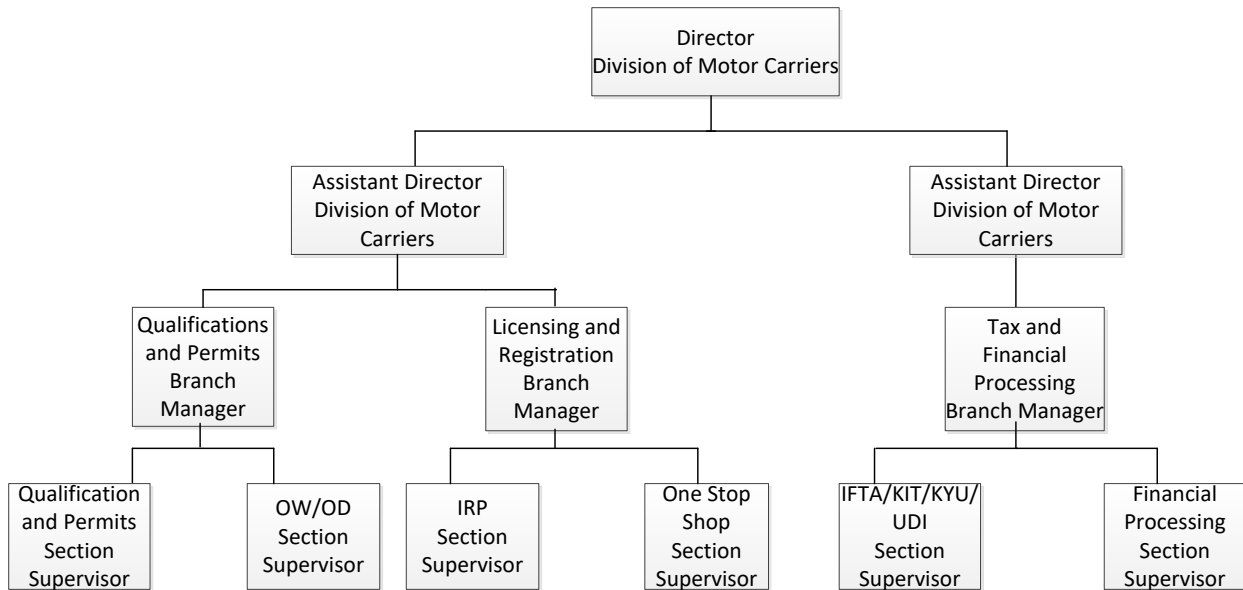 Director
Division of Motor Carriers
Assistant Director
Division of Motor
Carriers
Assistant Director
Division of Motor
Carriers
Qualifications
and Permits
Branch
Manager
Licensing and
Registration
Branch
Manager
Tax and
Financial
Processing
Branch Manager
Qualification
and Permits
Section
Supervisor
OW/OD
Section
Supervisor
IRP
Section
Supervisor
One Stop
Shop
Section
Supervisor
IFTA/KIT/KYU/
UDI
Section
Supervisor
Financial
Processing
Section
Supervisor